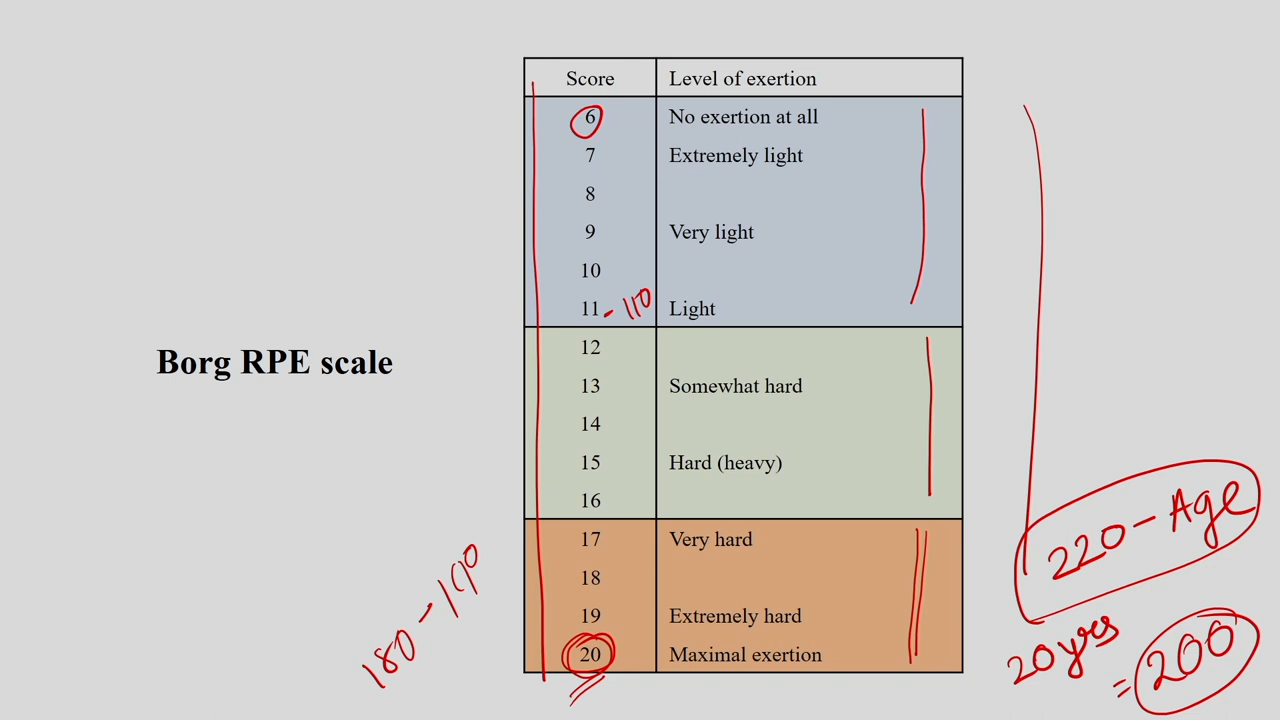 Score Level of exertion
6 No exertion at all
7 Extremely light
8
9 Very light
10
11 - 110 Light
12
Borg RPE scale
13 Somewhat hard
14
15 Hard (heavy)
16
220 - Age
17 Very hard
18
180 - 190
19 Extremely hard
20 Maximal exertion
20 yrs
= 200